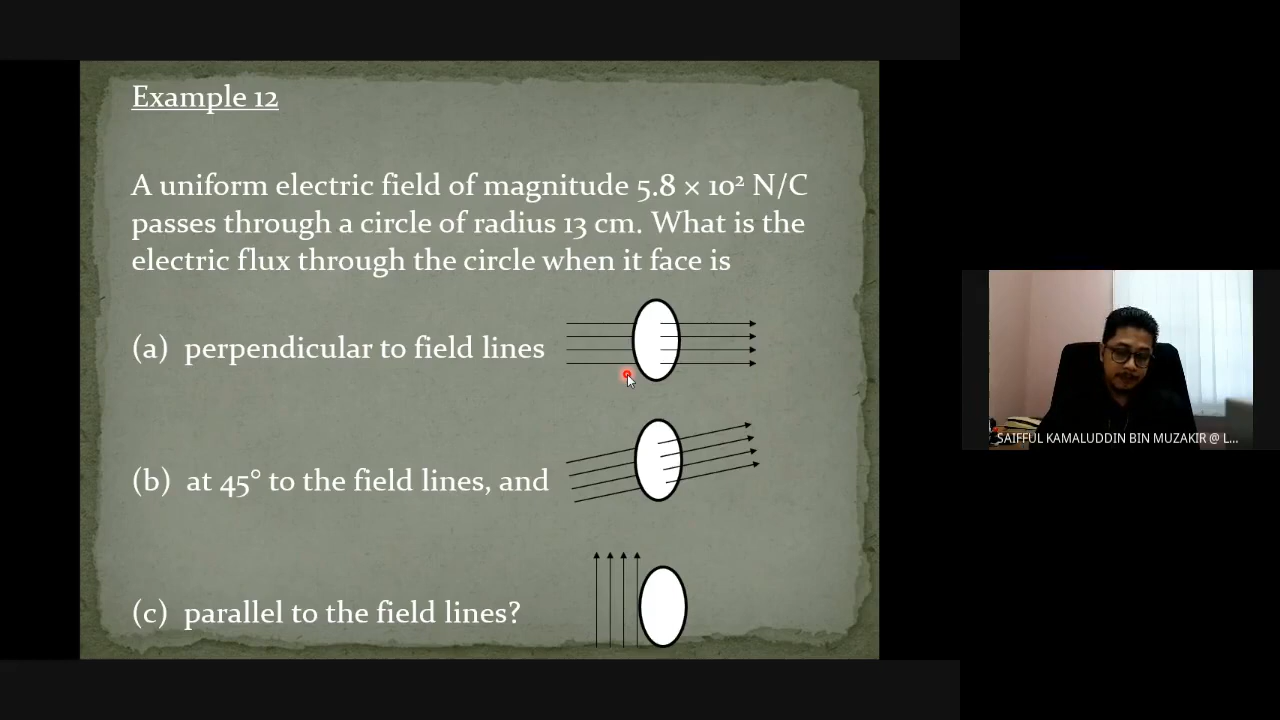 Example 12
A uniform electric field of magnitude 5.8 × 10² N/C
passes through a circle of radius 13 cm. What is the
electric flux through the circle when it face is
(a) perpendicular to field lines
(b) at 45° to the field lines, and
(c) parallel to the field lines?
SAIFFUL KAMALUDDIN BIN MUZAKIR @ L...